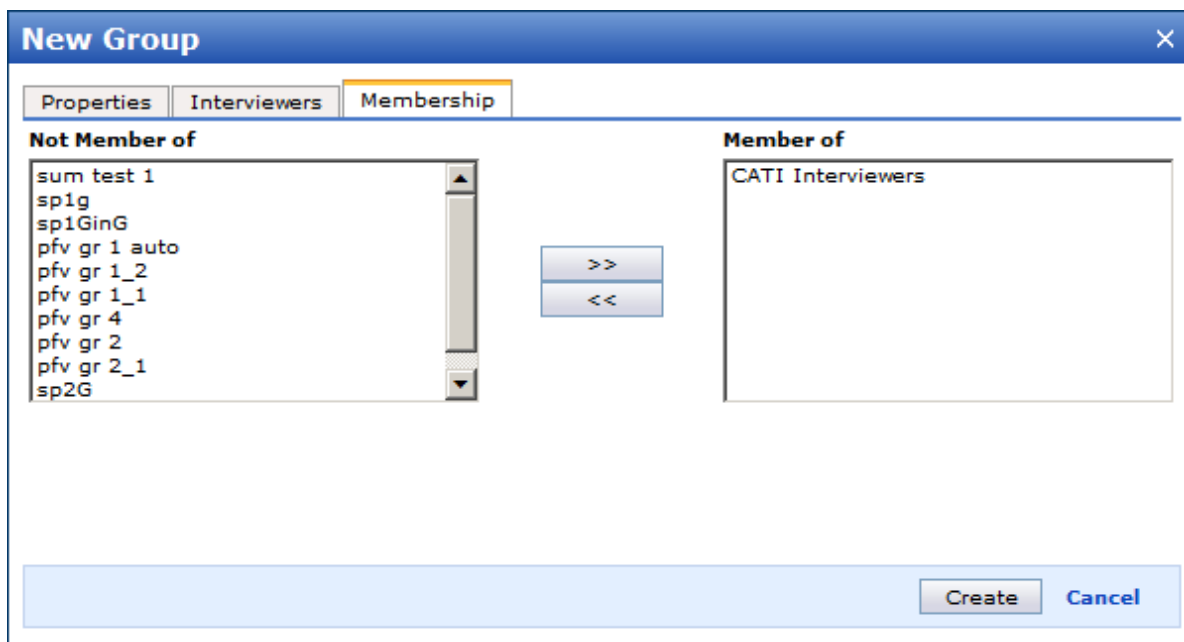 New Group
Properties Interviewers Membership
Not Member of
sum test 1
sp1g
sp1GinG
pfv gr 1 auto
pfv gr 1_2
pfv gr 1_1
pfv gr 4
pfv gr 2
pfv gr 2_1
sp2G
>>
<<
Member of
CATI Interviewers
Create Cancel